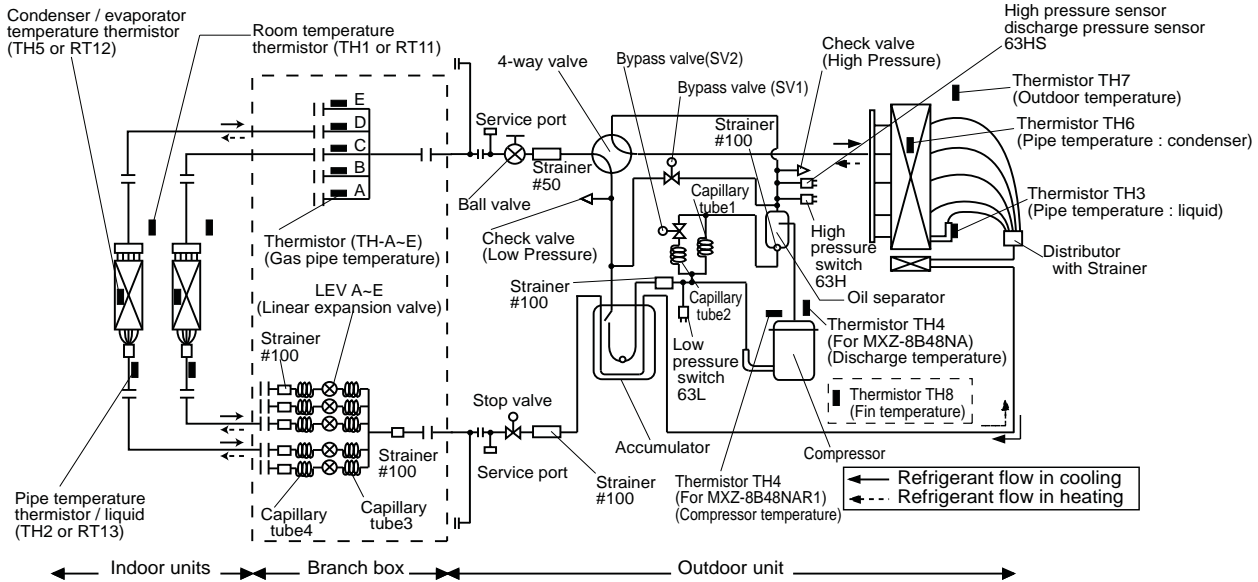 Condenser / evaporator
temperature thermistor
(TH5 or RT12)
Room temperature
thermistor (TH1 or RT11)
4-way valve
Bypass valve(SV2)
Bypass valve (SV1)
Check valve
(High Pressure)
High pressure sensor
discharge pressure sensor
63HS
Thermistor TH7
(Outdoor temperature)
Thermistor TH6
(Pipe temperature : condenser)
Thermistor TH3
(Pipe temperature : liquid)
Distributor
with Strainer
E
D
C
B
A
Service port
Strainer
#50
Ball valve
Strainer
#100
Capillary
tube1
Check valve
(Low Pressure)
High
pressure
switch
63H
Oil separator
Thermistor (TH-A~E)
(Gas pipe temperature)
LEV A~E
(Linear expansion valve)
Strainer
#100
Strainer
#100
Capillary
tube2
Low
pressure
switch
63L
Thermistor TH4
(For MXZ-8B48NA)
(Discharge temperature)
Thermistor TH8
(Fin temperature)
Stop valve
Accumulator
Compressor
Strainer
#100
Service port
Strainer
#100
Thermistor TH4
(For MXZ-8B48NAR1)
(Compressor temperature)
Refrigerant flow in cooling
Refrigerant flow in heating
Pipe temperature
thermistor / liquid
(TH2 or RT13)
Capillary
tube4
Capillary
tube3
Indoor units
Branch box
Outdoor unit